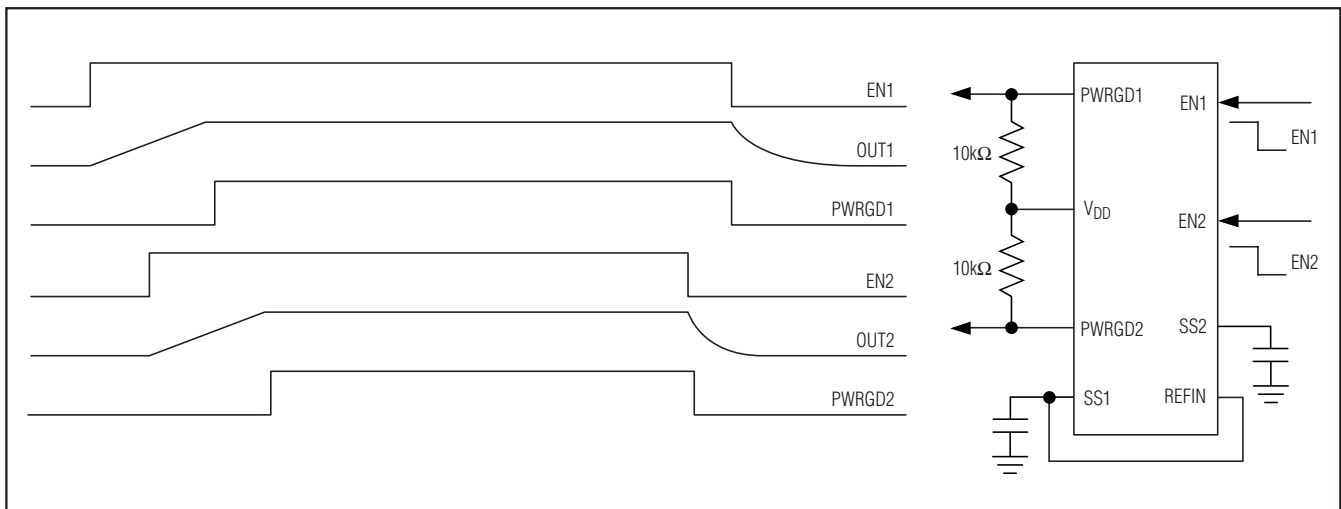 EN1
OUT1
PWRGD1
EN2
OUT2
PWRGD2
PWRGD1
EN1
EN1
10kΩ
V_DD
EN2
EN2
10kΩ
PWRGD2
SS2
SS1
REFIN